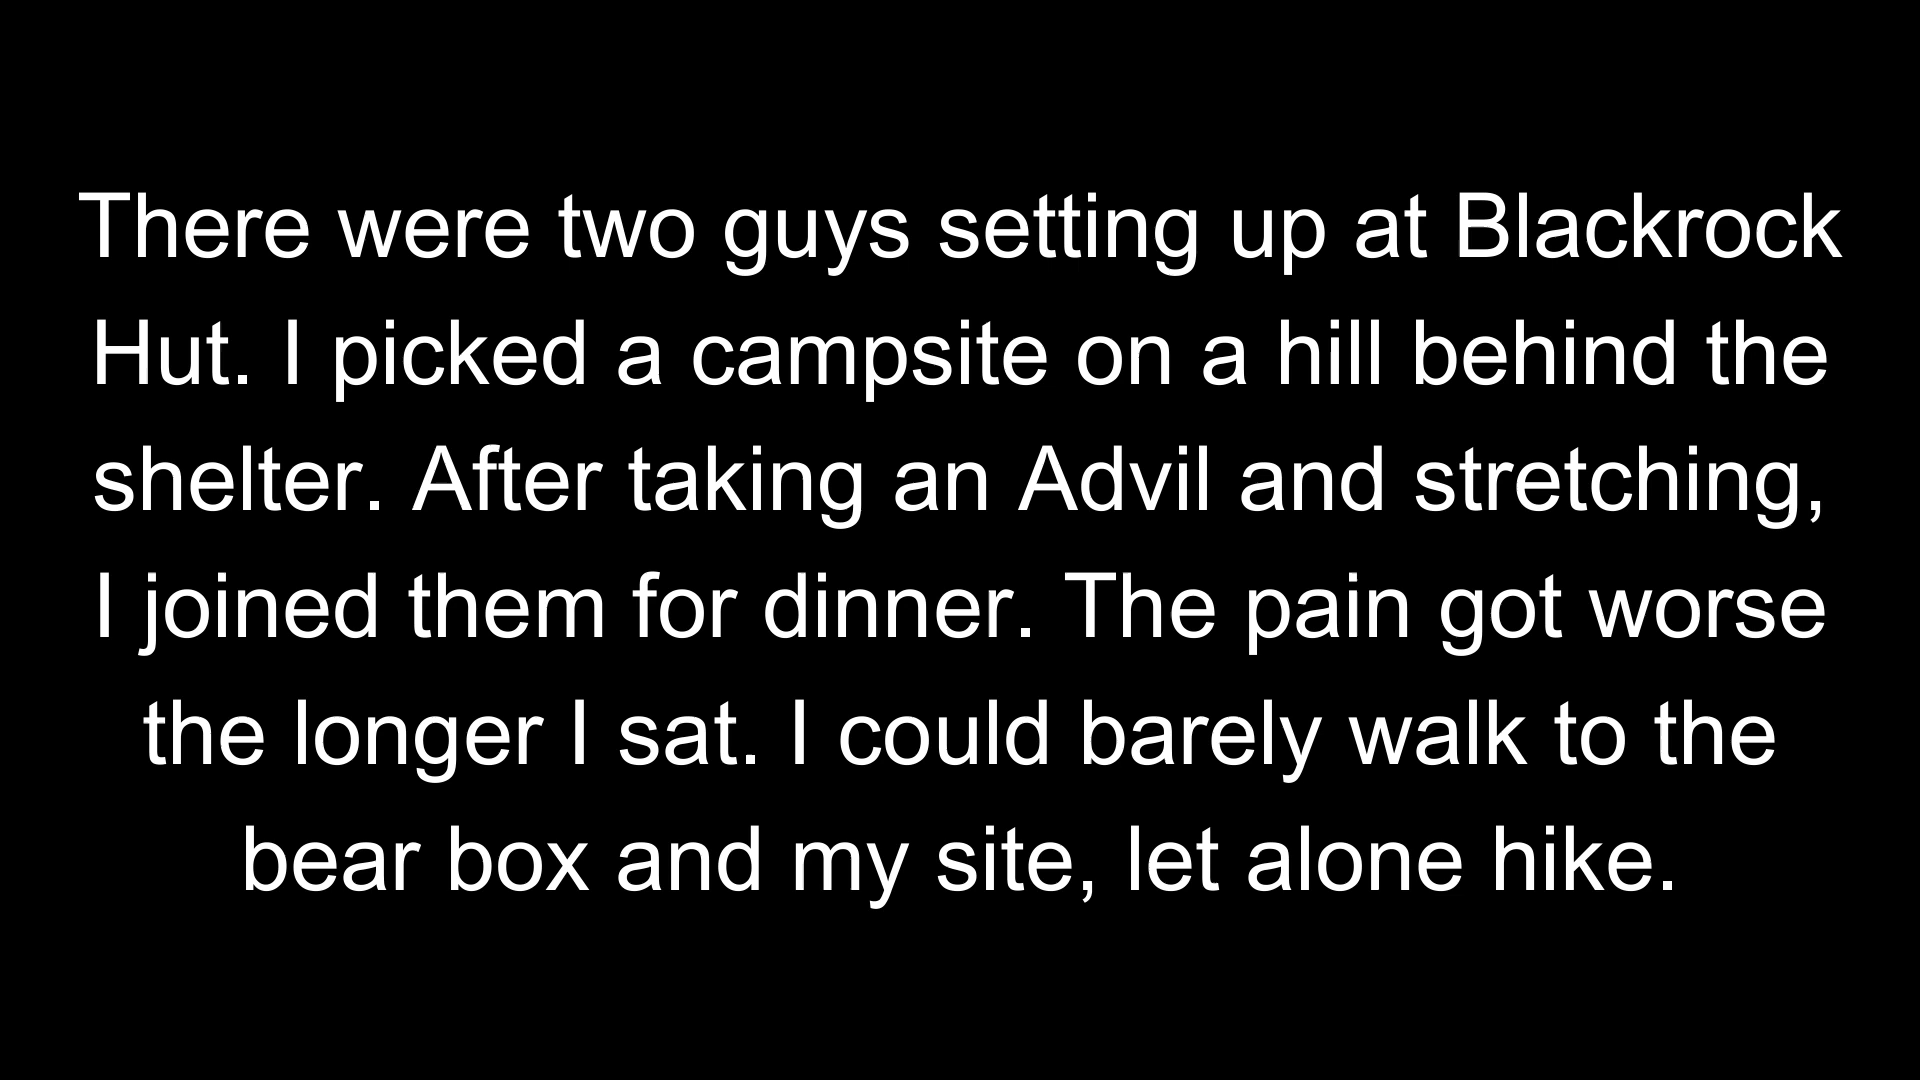 There were two guys setting up at Blackrock
Hut. I picked a campsite on a hill behind the
shelter. After taking an Advil and stretching,
I joined them for dinner. The pain got worse
the longer I sat. I could barely walk to the
bear box and my site, let alone hike.